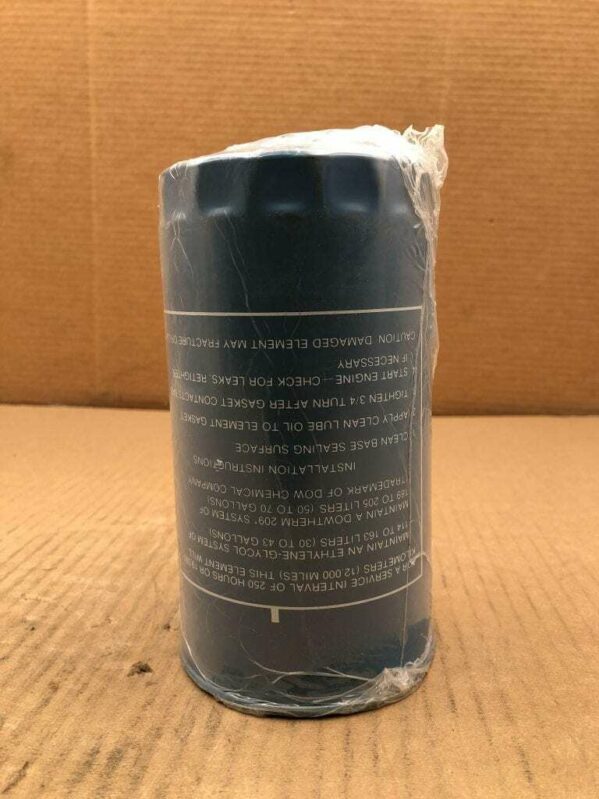 FOR A SERVICE INTERVAL OF 250 HOURS OR
KILOMETERS (12,000 MILES) THIS ELEMENT WILL
MAINTAIN AN ETHYLENE-GLYCOL SYSTEM OF
114 TO 163 LITERS (30 TO 43 GALLONS)
MAINTAIN A DOWTHERM 209* SYSTEM OF
189 TO 205 LITERS (50 TO 70 GALLONS)
*TRADEMARK OF DOW CHEMICAL COMPANY
INSTALLATION INSTRUCTIONS
CLEAN BASE SEALING SURFACE
APPLY CLEAN LUBE OIL TO ELEMENT GASKET
TIGHTEN 3/4 TURN AFTER GASKET CONTACTS
4. START ENGINE — CHECK FOR LEAKS. RETIGHTEN
IF NECESSARY
CAUTION DAMAGED ELEMENT MAY FRACTURE